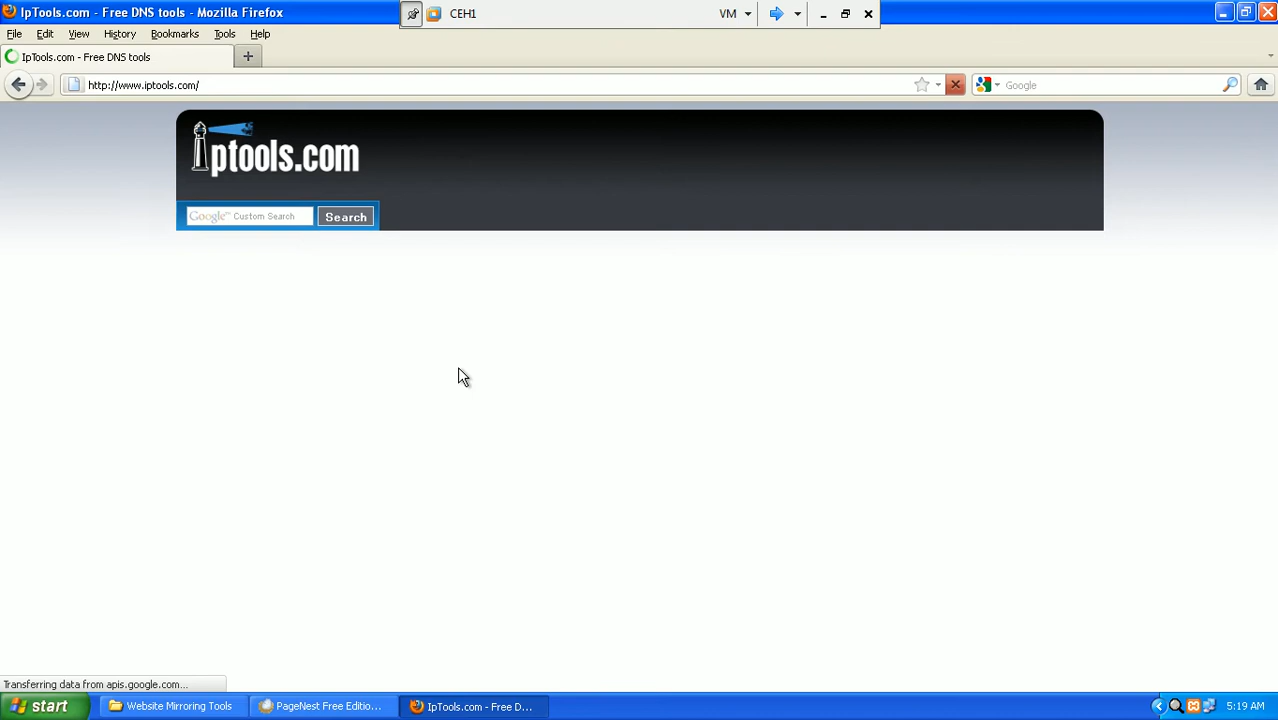 IpTools.com - Free DNS tools - Mozilla Firefox
CEH1
VM
File Edit View History Bookmarks Tools Help
IpTools.com - Free DNS tools
http://www.iptools.com/
Google
iptools.com
Google™ Custom Search
Search
Transferring data from apis.google.com...
start
Website Mirroring Tools
PageNest Free Editio...
IpTools.com - Free D...
5:19 AM